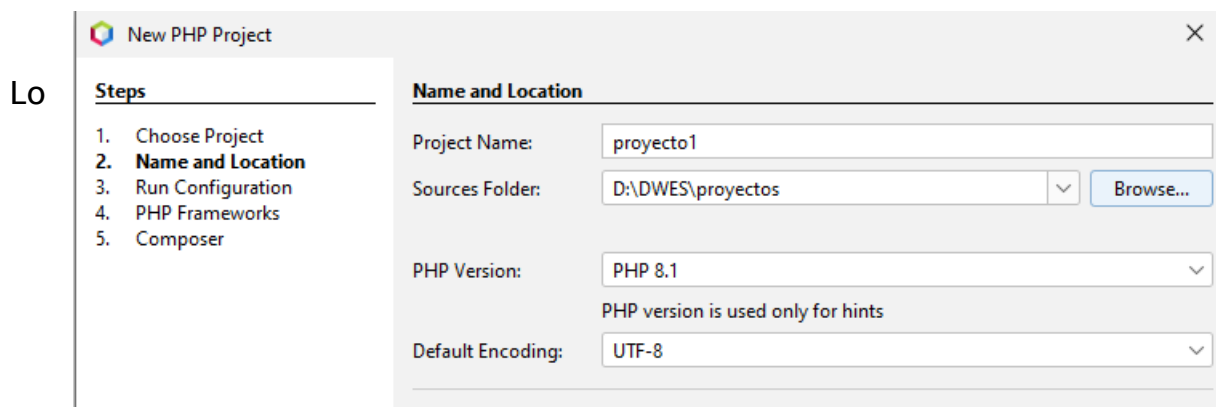 New PHP Project
Lo
Steps
1. Choose Project
2. Name and Location
3. Run Configuration
4. PHP Frameworks
5. Composer
Name and Location
Project Name: proyecto1
Sources Folder: D:\DWES\proyectos Browse...
PHP Version: PHP 8.1
PHP version is used only for hints
Default Encoding: UTF-8